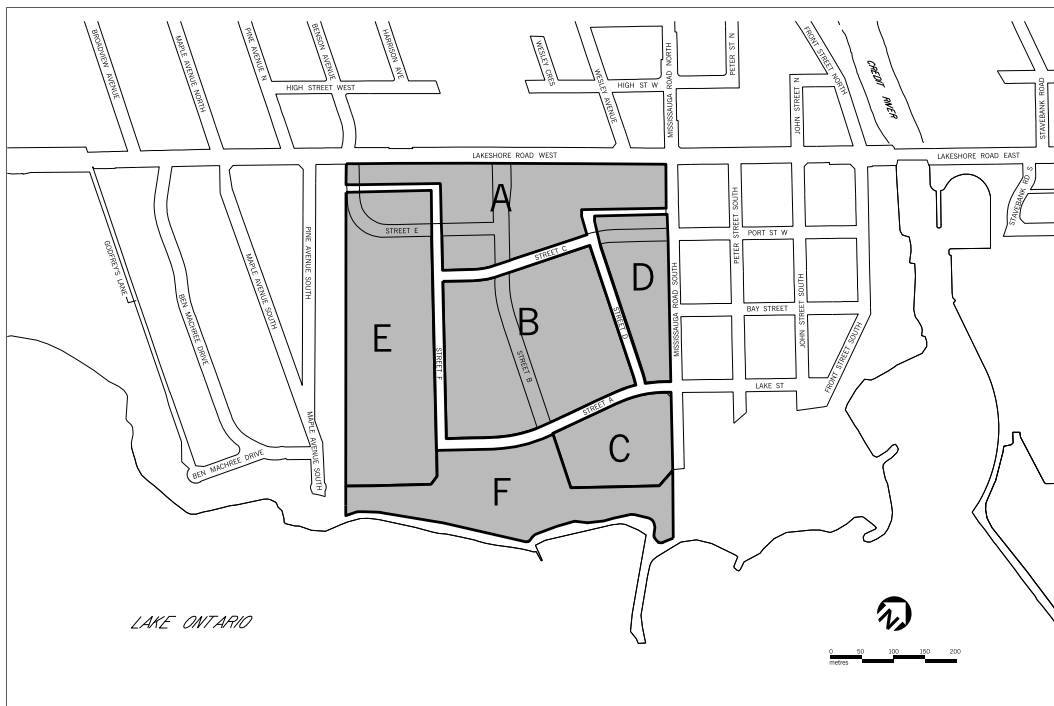 BROADVIEW AVENUE
MAPLE AVENUE NORTH
PINE AVENUE N
BENSON AVENUE
HARRISON AVE
HIGH STREET WEST
WESLEY CRES
WESLEY AVENUE
HIGH ST W
MISSISSAUGA ROAD NORTH
PETER ST N
JOHN STREET N
FRONT STREET NORTH
CREDIT RIVER
STAVEBANK ROAD
LAKESHORE ROAD WEST
LAKESHORE ROAD EAST
STAVEBANK RD S
GODFREY'S LANE
BEN MACHREE DRIVE
MAPLE AVENUE SOUTH
PINE AVENUE SOUTH
A
STREET E
STREET C
PETER STREET SOUTH
PORT ST W
D
MISSISSAUGA ROAD SOUTH
JOHN STREET SOUTH
BAY STREET
FRONT STREET SOUTH
E
B
STREET D
STREET F
STREET B
LAKE ST
STREET A
MAPLE AVENUE SOUTH
BEN MACHREE DRIVE
C
F
LAKE ONTARIO
N
0 50 100 150 200
metres